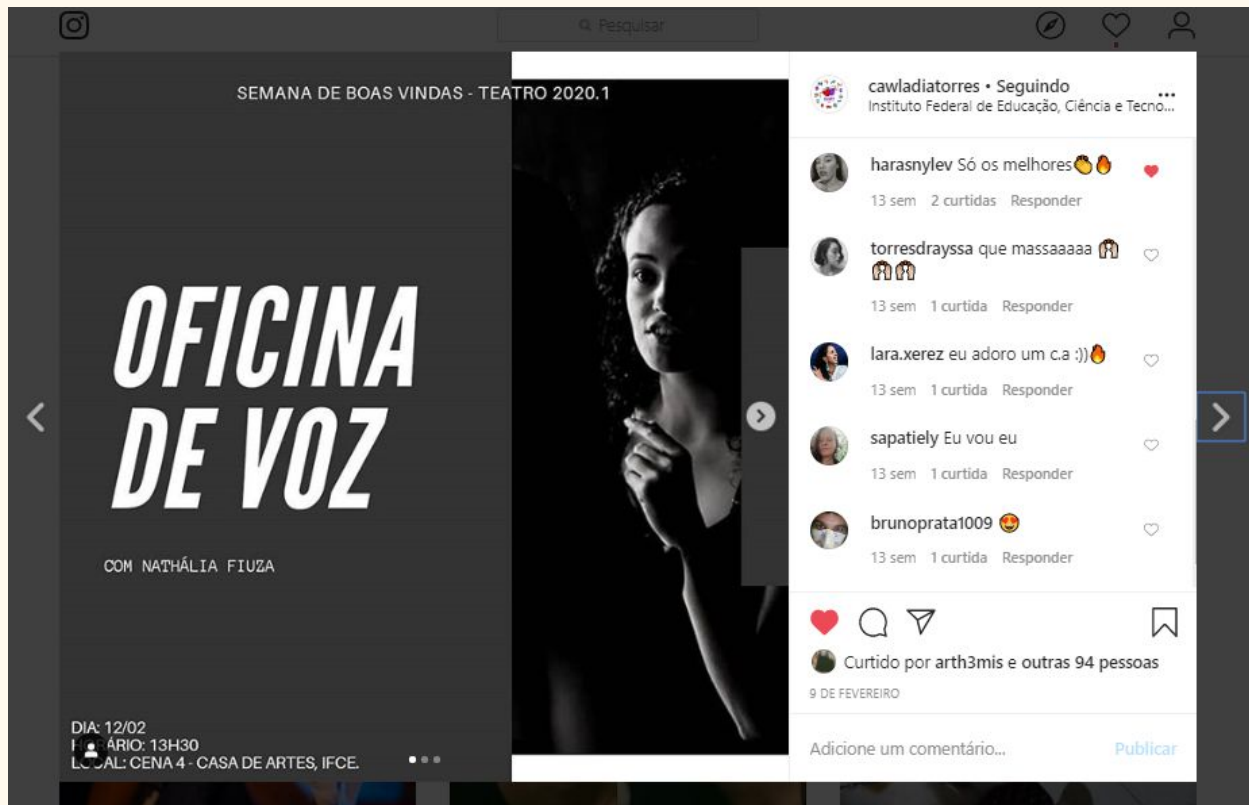 Pesquisar
SEMANA DE BOAS VINDAS - TEATRO 2020.1
OFICINA
DE VOZ
COM NATHÁLIA FIUZA
DIA: 12/02
HORÁRIO: 13H30
LOCAL: CENA 4 - CASA DE ARTES, IFCE.
cawladiatorres • Seguindo
Instituto Federal de Educação, Ciência e Tecno...
harasnylev Só os melhores👏🔥
13 sem 2 curtidas Responder
torresdrayssa que massaaaaa 🙌
🙌🙌
13 sem 1 curtida Responder
lara.xerez eu adoro um c.a :))🔥
13 sem 1 curtida Responder
sapatiely Eu vou eu
13 sem 1 curtida Responder
brunoprata1009 😍
13 sem 1 curtida Responder
Curtido por arth3mis e outras 94 pessoas
9 DE FEVEREIRO
Adicione um comentário... Publicar